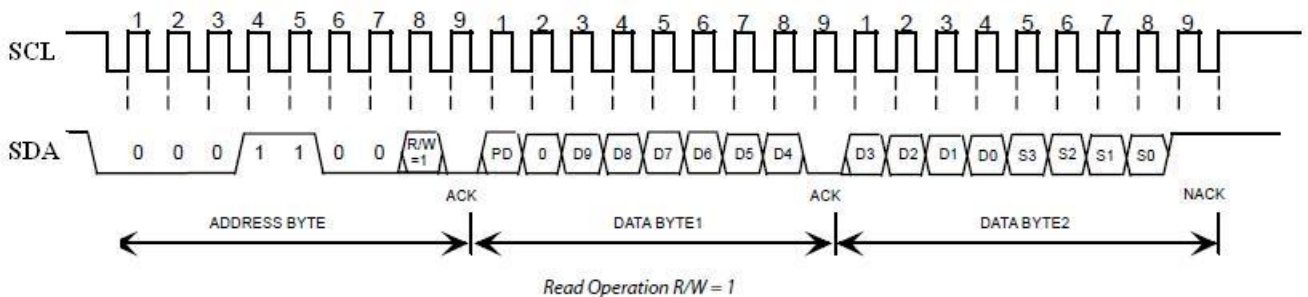 1 2 3 4 5 6 7 8 9 1 2 3 4 5 6 7 8 9 1 2 3 4 5 6 7 8 9
SCL
SDA 0 0 0 1 1 0 0 R/W =1 PD 0 D9 D8 D7 D6 D5 D4 D3 D2 D1 D0 S3 S2 S1 S0
ACK ACK NACK
ADDRESS BYTE DATA BYTE1 DATA BYTE2
Read Operation R/W = 1